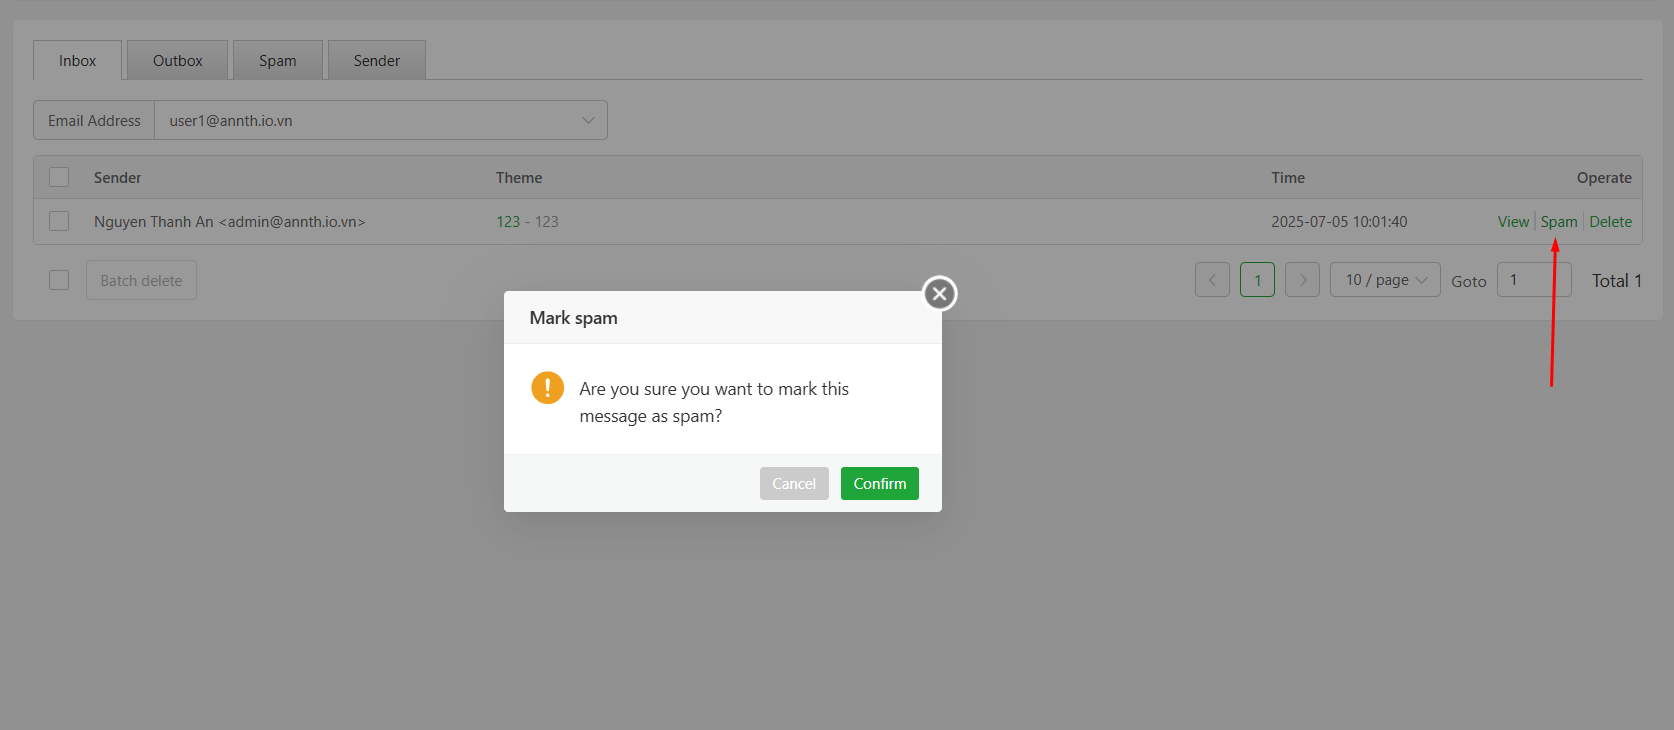 Inbox Outbox Spam Sender
Email Address user1@annth.io.vn
Sender Theme Time Operate
Nguyen Thanh An <admin@annth.io.vn> 123 - 123 2025-07-05 10:01:40 View Spam Delete
Batch delete 1 10 / page Goto 1 Total 1
Mark spam
Are you sure you want to mark this
message as spam?
Cancel Confirm